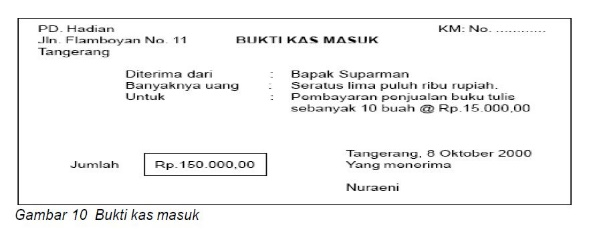 PD. Hadian KM: No. ............
Jln. Flamboyan No. 11 BUKTI KAS MASUK
Tangerang
Diterima dari : Bapak Suparman
Banyaknya uang : Seratus lima puluh ribu rupiah.
Untuk : Pembayaran penjualan buku tulis
sebanyak 10 buah @ Rp.15.000,00
Tangerang, 8 Oktober 2000
Jumlah Rp.150.000,00 Yang menerima
Nuraeni
Gambar 10 Bukti kas masuk